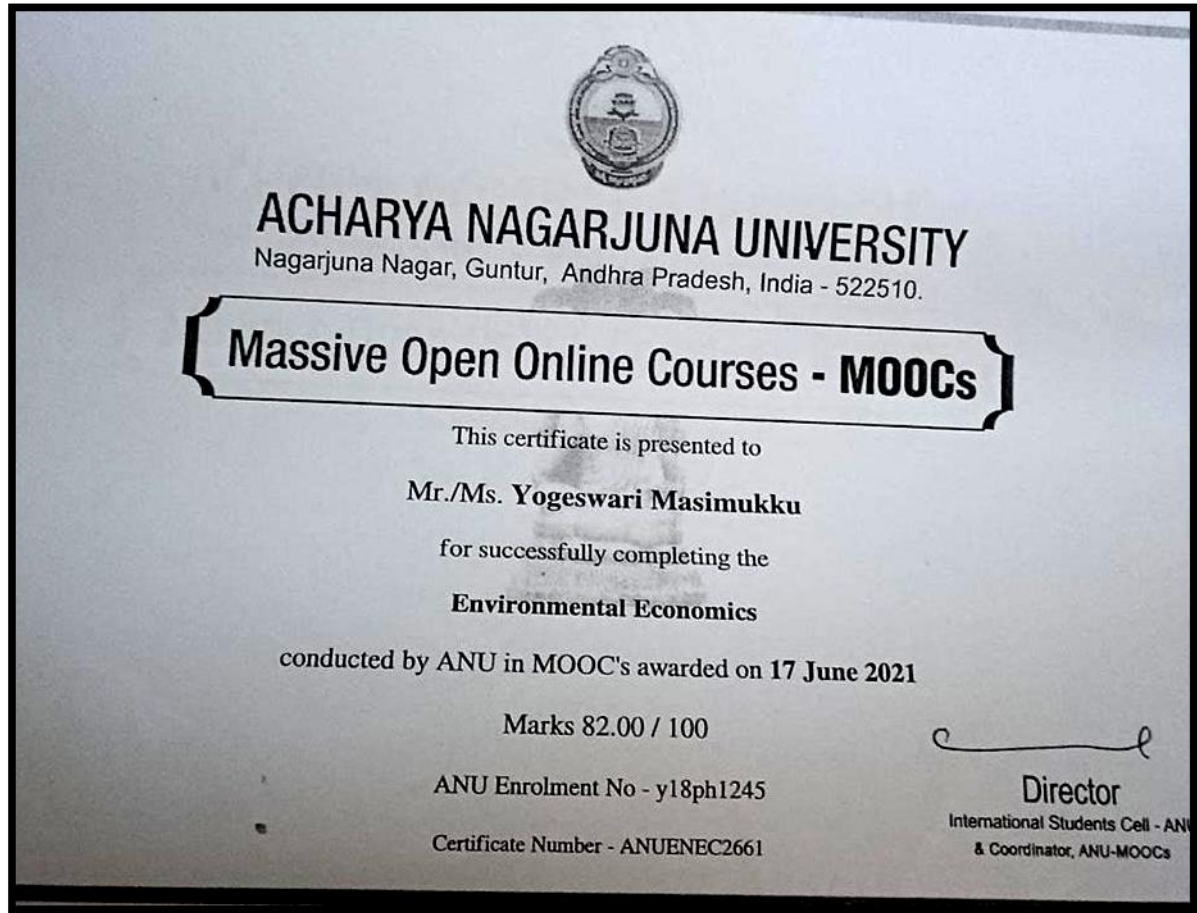 ACHARYA NAGARJUNA UNIVERSITY
Nagarjuna Nagar, Guntur, Andhra Pradesh, India - 522510.
Massive Open Online Courses - MOOCs
This certificate is presented to
Mr./Ms. Yogeswari Masimukku
for successfully completing the
Environmental Economics
conducted by ANU in MOOC's awarded on 17 June 2021
Marks 82.00 / 100
ANU Enrolment No - y18ph1245
Certificate Number - ANUENEC2661
Director
International Students Cell - ANU
& Coordinator, ANU-MOOCs